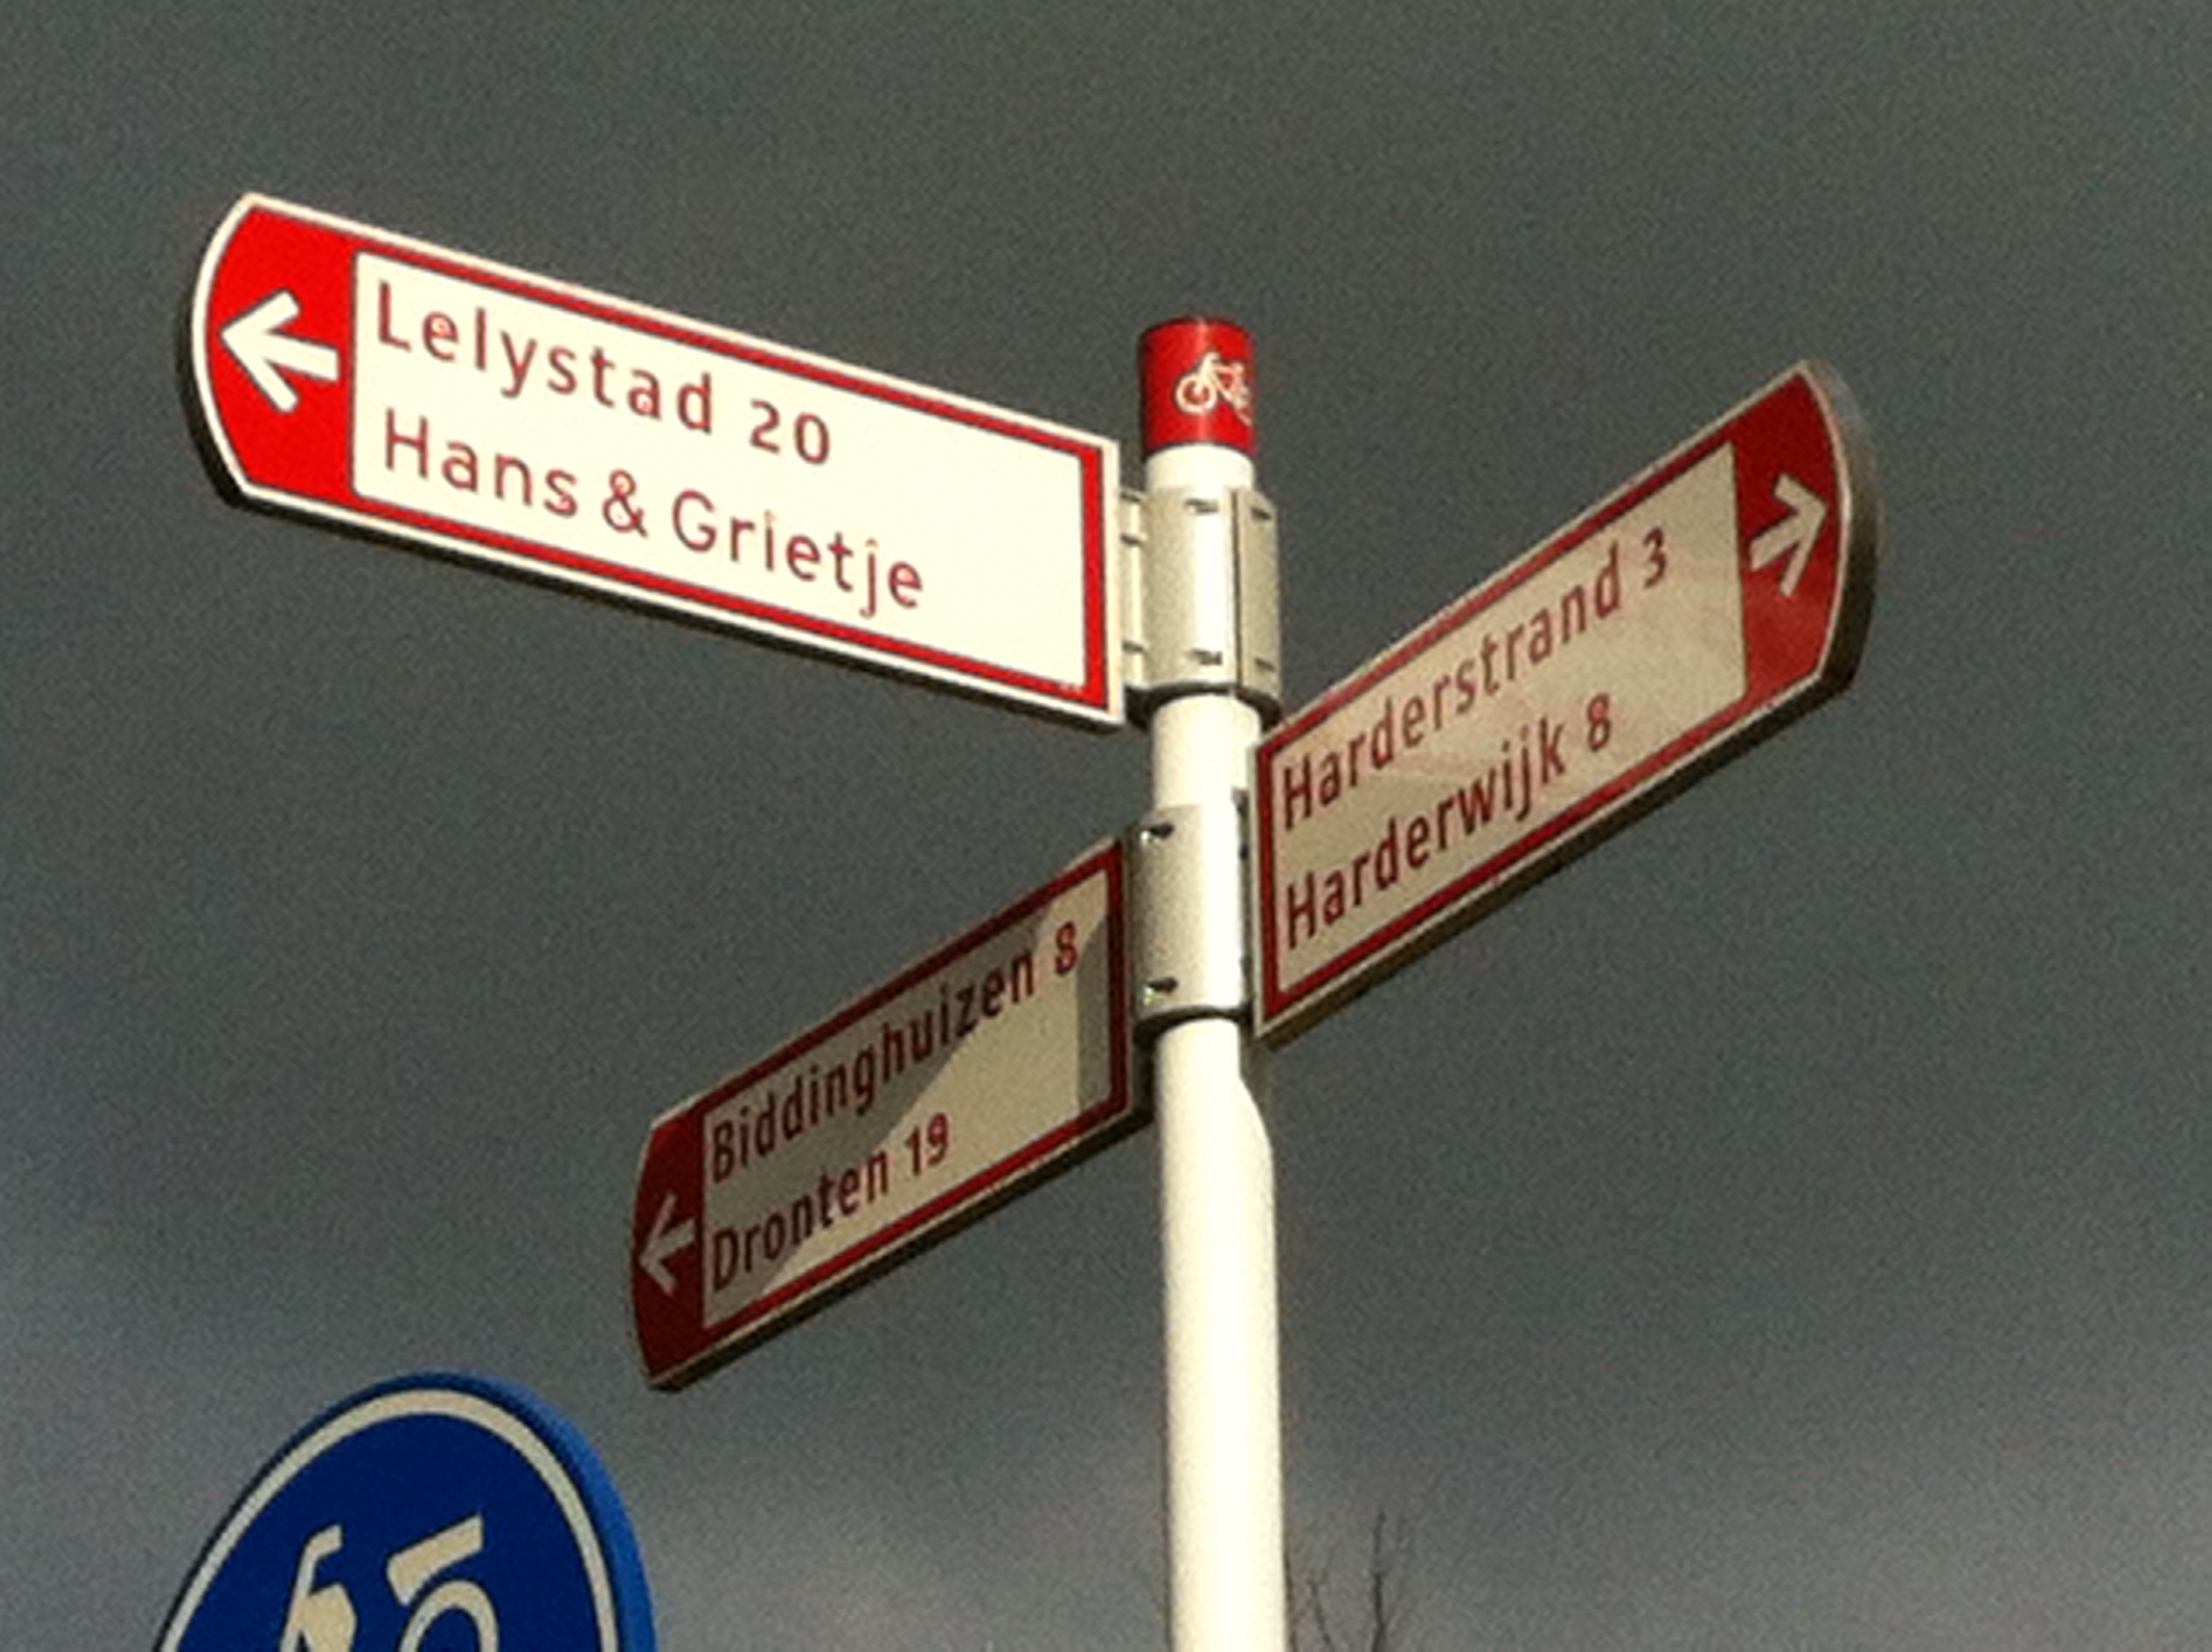 Lelystad 20
Hans & Grietje
Harderstrand 3
Harderwijk 8
Biddinghuizen 8
Dronten 19